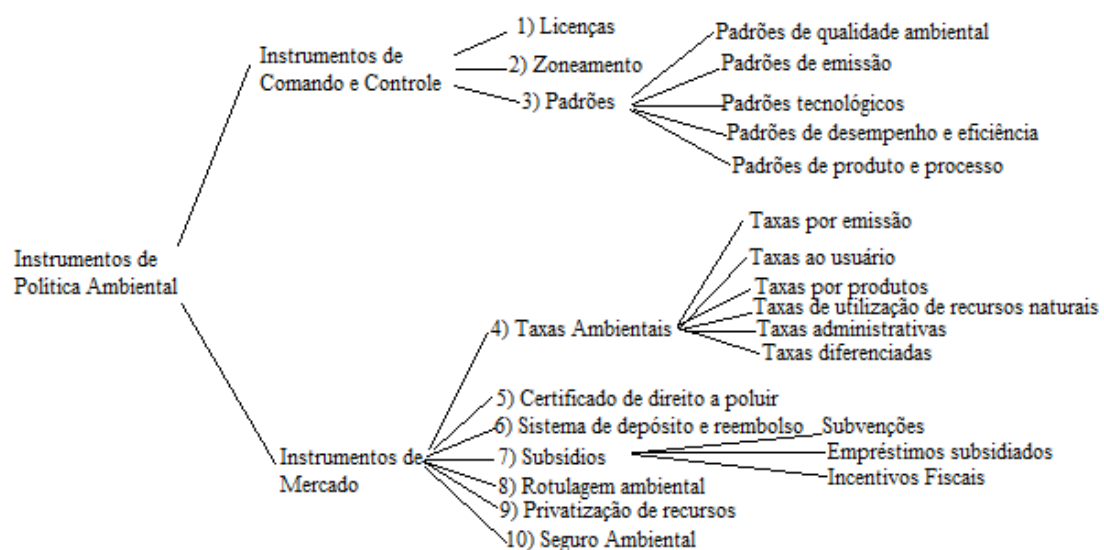 Instrumentos de
Política Ambiental
Instrumentos de
Comando e Controle
1) Licenças
2) Zoneamento
3) Padrões
Padrões de qualidade ambiental
Padrões de emissão
Padrões tecnológicos
Padrões de desempenho e eficiência
Padrões de produto e processo
Instrumentos de
Mercado
4) Taxas Ambientais
Taxas por emissão
Taxas ao usuário
Taxas por produtos
Taxas de utilização de recursos naturais
Taxas administrativas
Taxas diferenciadas
5) Certificado de direito a poluir
6) Sistema de depósito e reembolso
7) Subsídios
Subvenções
Empréstimos subsidiados
Incentivos Fiscais
8) Rotulagem ambiental
9) Privatização de recursos
10) Seguro Ambiental